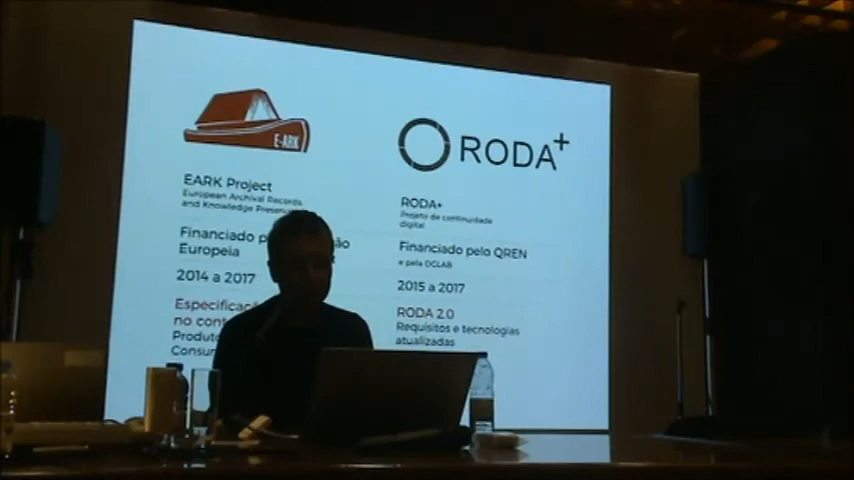 E-ARK
EARK Project
European Archival Records
and Knowledge
Financiado
Europeia
2014 a 2017
no
RODA+
RODA+
Projeto de continuidade
digital
Financiado pelo QREN
e pela DGLAB
2015 a 2017
RODA 2.0
Requisitos e tecnologias
atualizadas